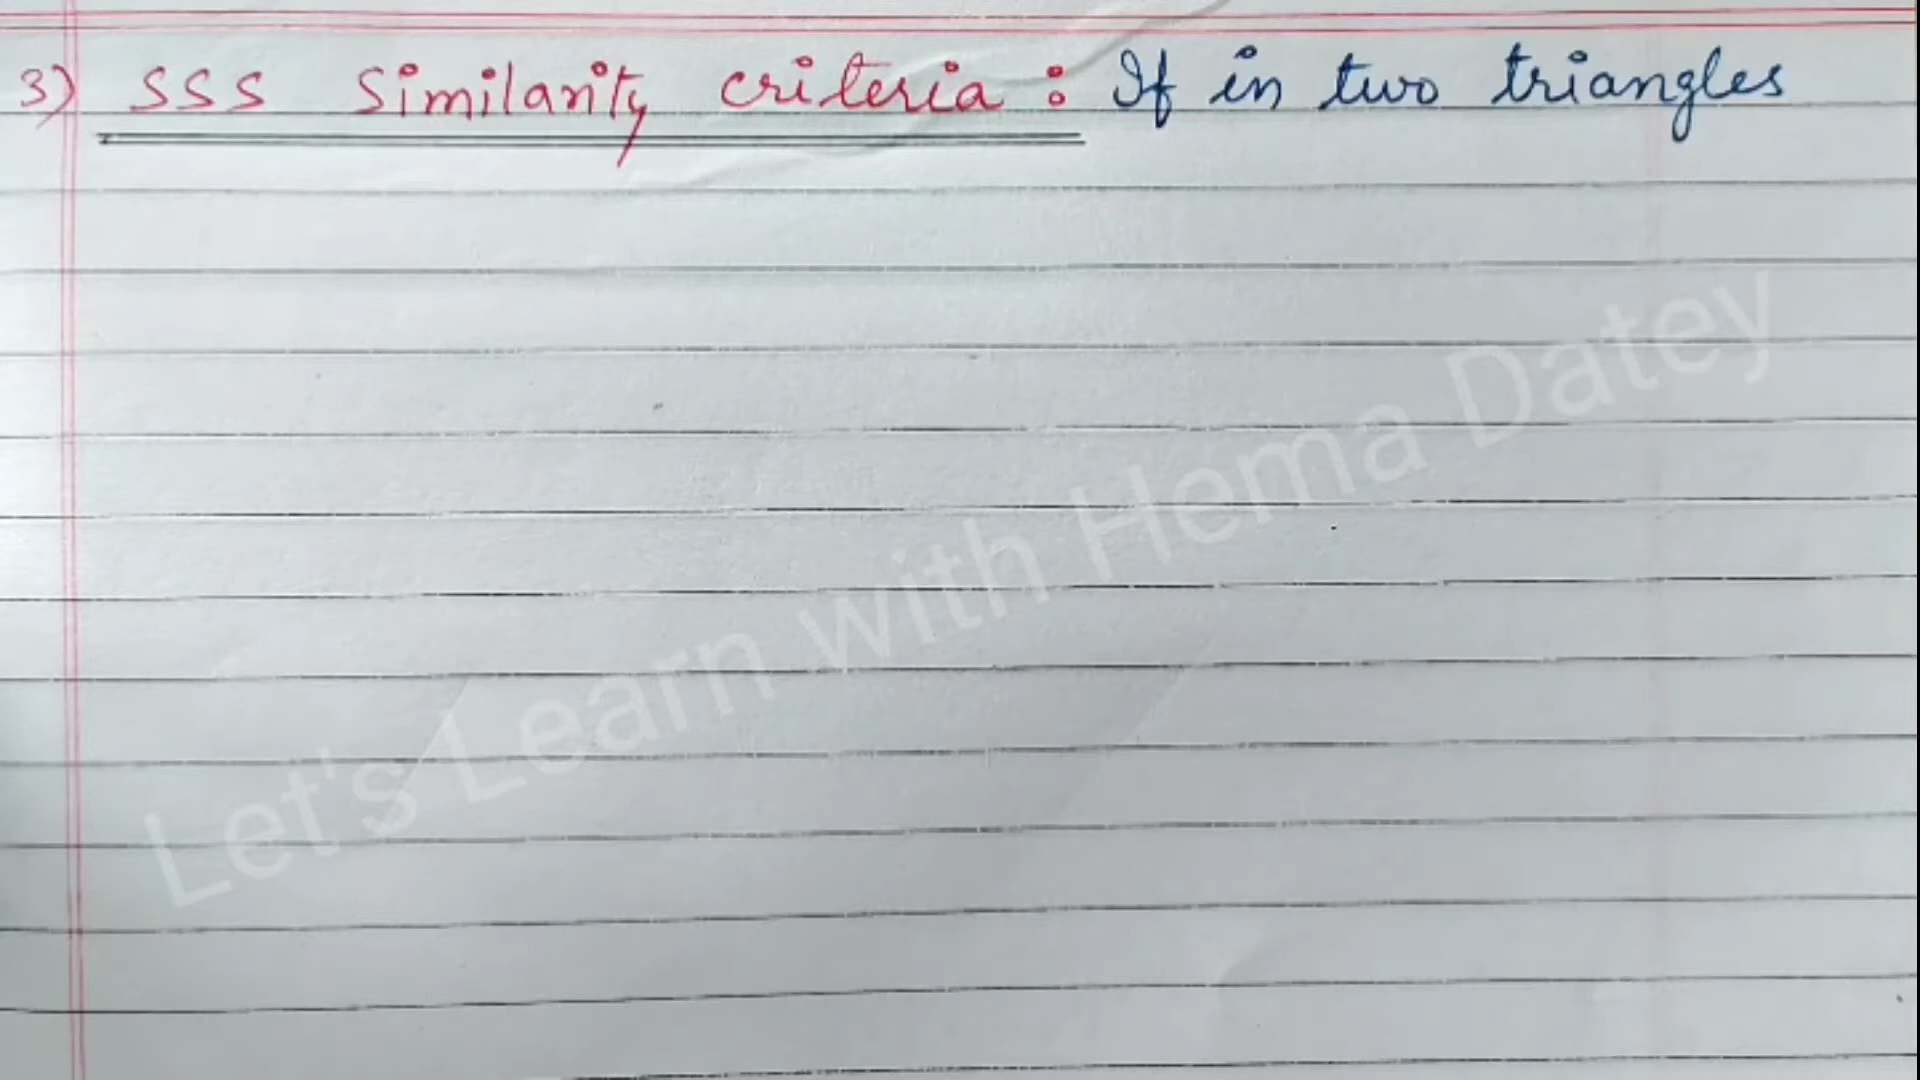 3) SSS Similarity criteria : If in two triangles
Let's Learn with Hema Datey